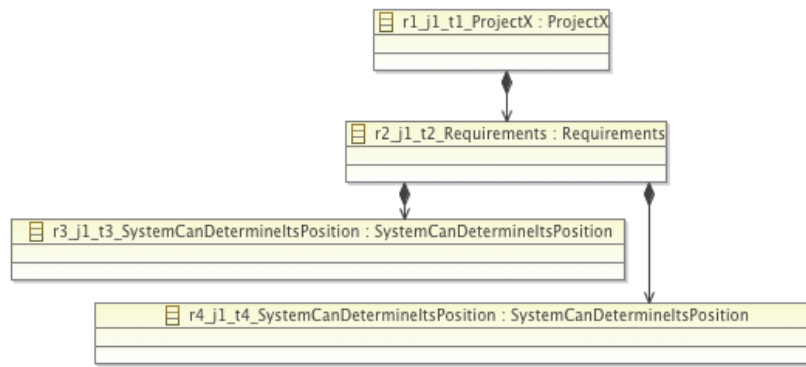 r1_j1_t1_ProjectX : ProjectX
r2_j1_t2_Requirements : Requirements
r3_j1_t3_SystemCanDetermineItsPosition : SystemCanDetermineItsPosition
r4_j1_t4_SystemCanDetermineItsPosition : SystemCanDetermineItsPosition